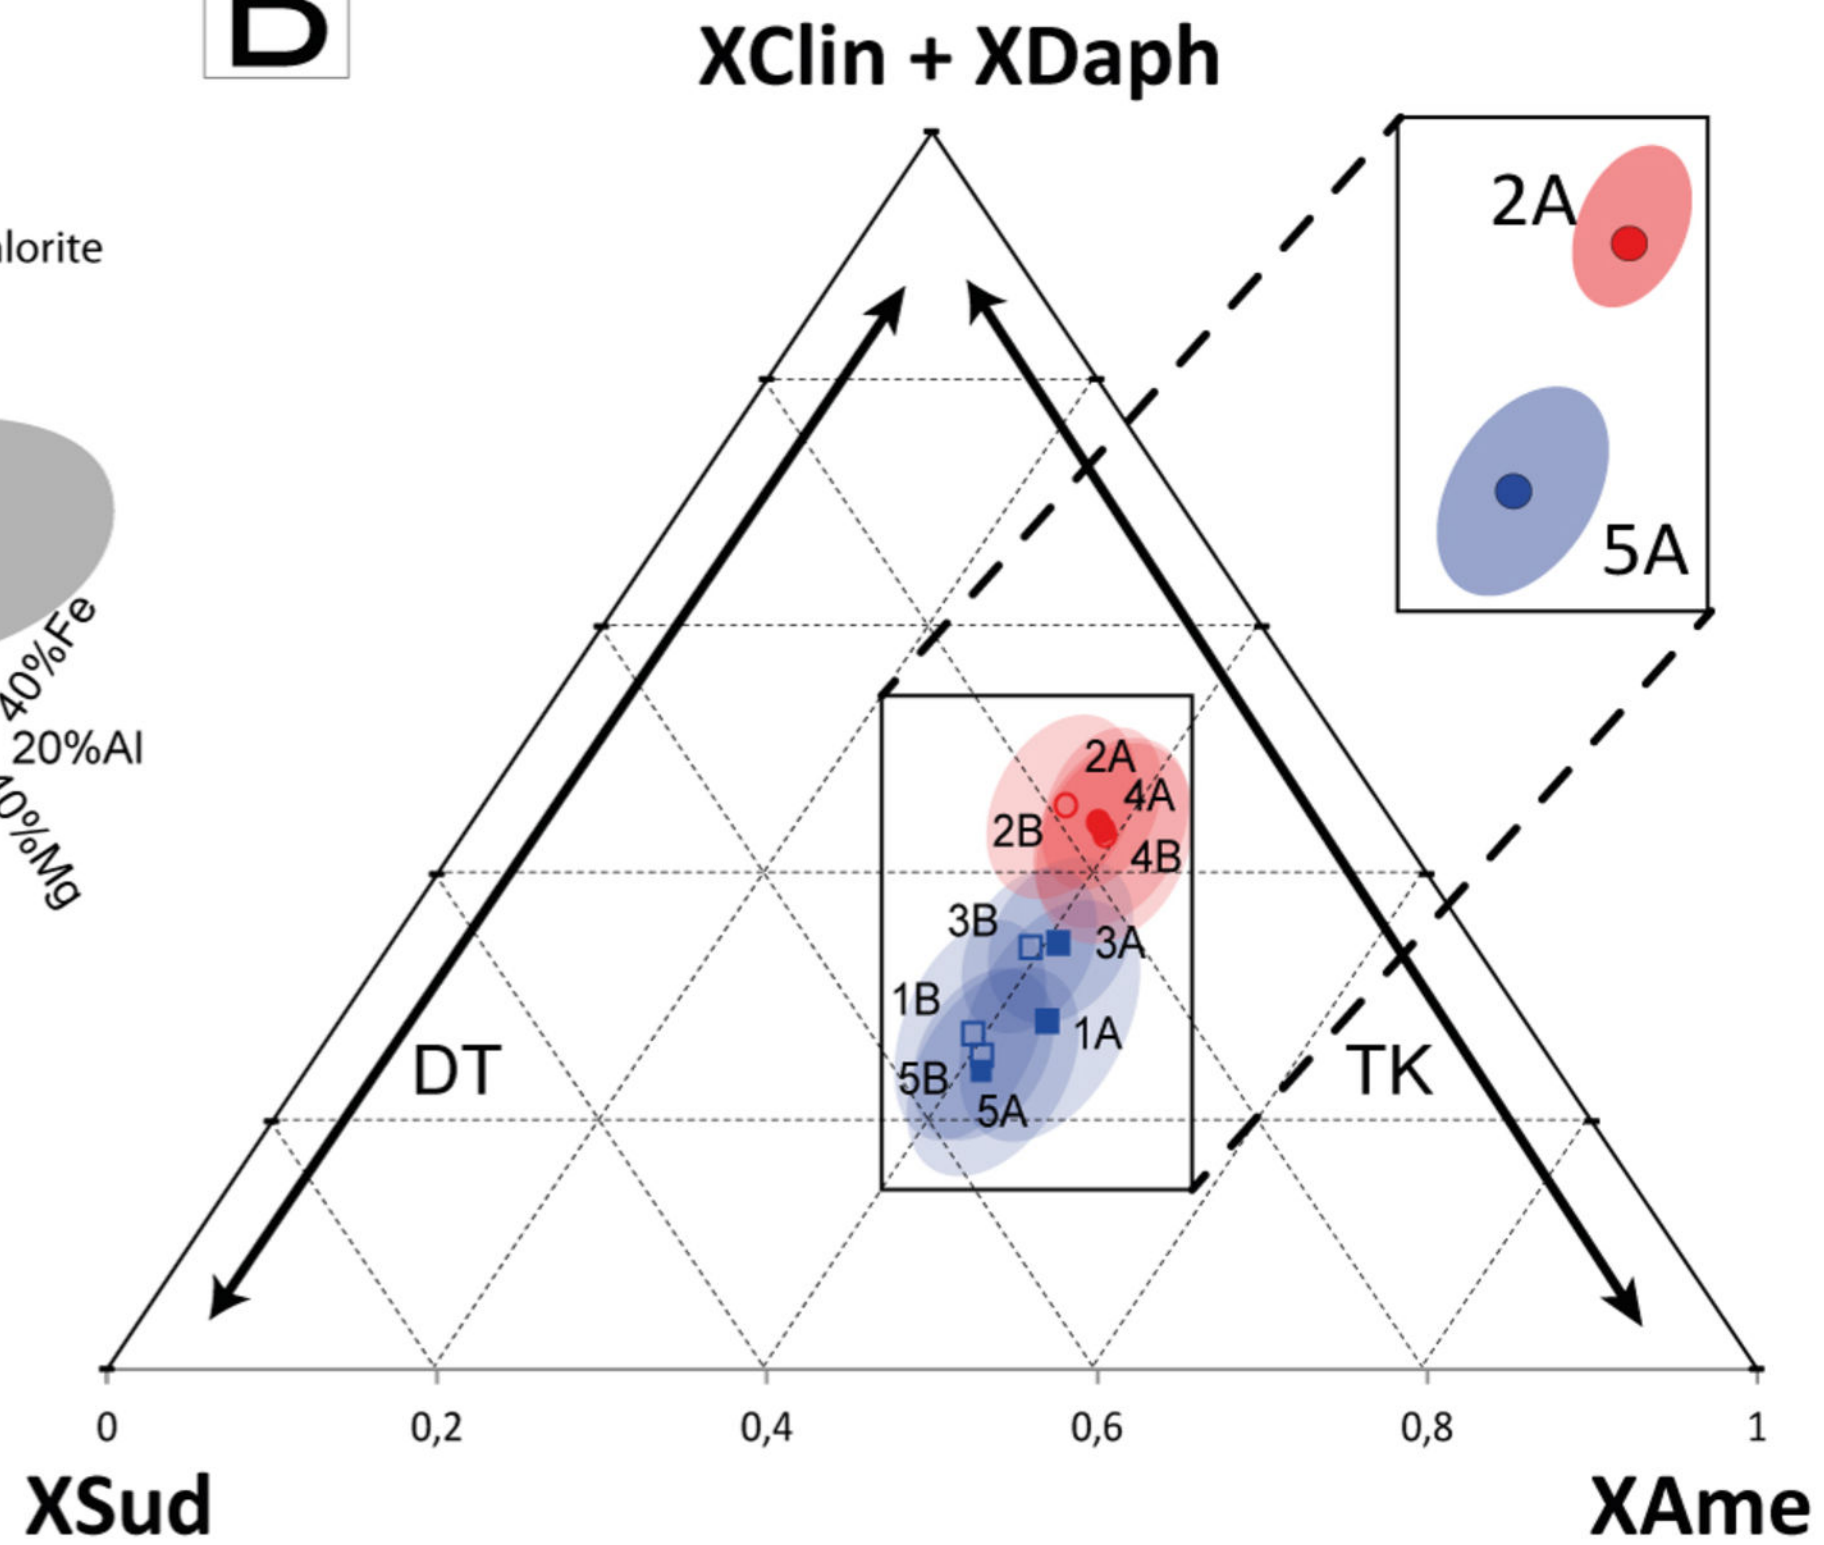 B
XClin + XDaph
2A
lorite
5A
40%Fe
20%Al
2A
4A
2B
4B
3B
3A
1B
1A
5B
5A
DT
TK
0%Mg
0
0,2
0,4
0,6
0,8
1
XSud
XAme